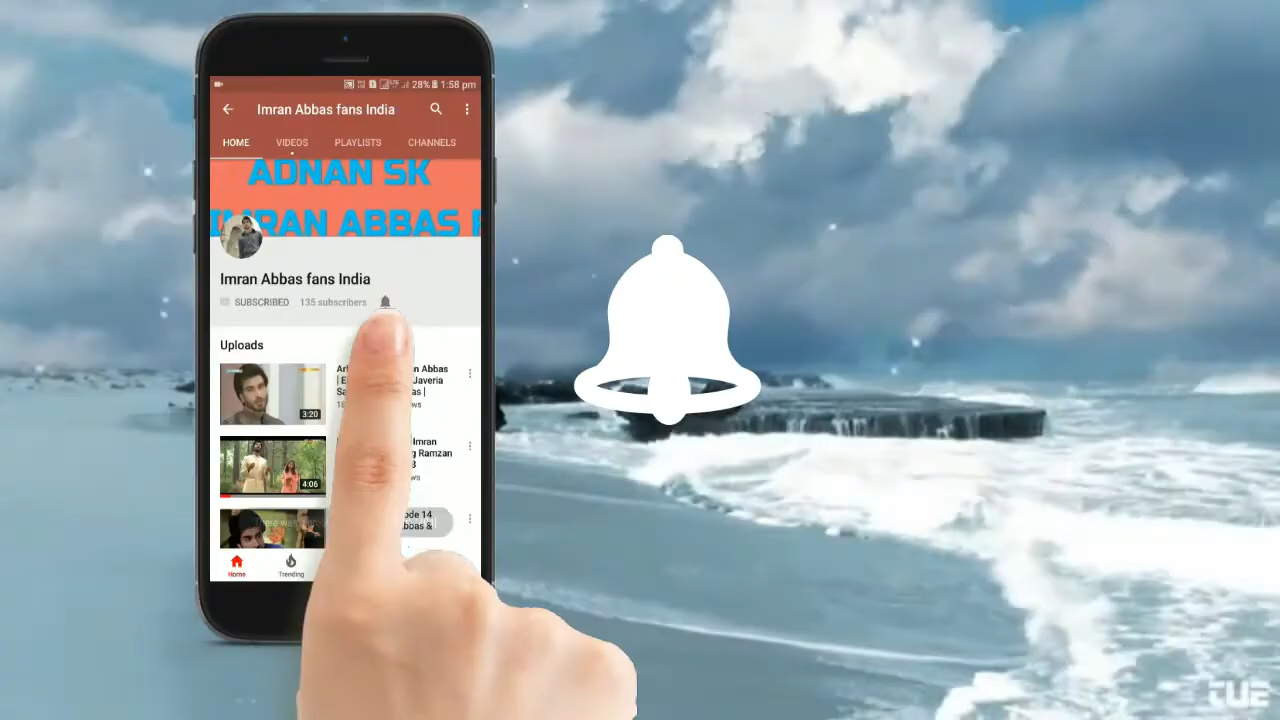 28% 1:58 pm
Imran Abbas fans India
HOME VIDEOS PLAYLISTS CHANNELS
ADNAN SK
IMRAN ABBAS F
Imran Abbas fans India
SUBSCRIBED 135 subscribers
Uploads
n Abbas
Javeria
as |
3:20
Imran
g Ramzan
4:06
ode 14
bbas &
Home Trending